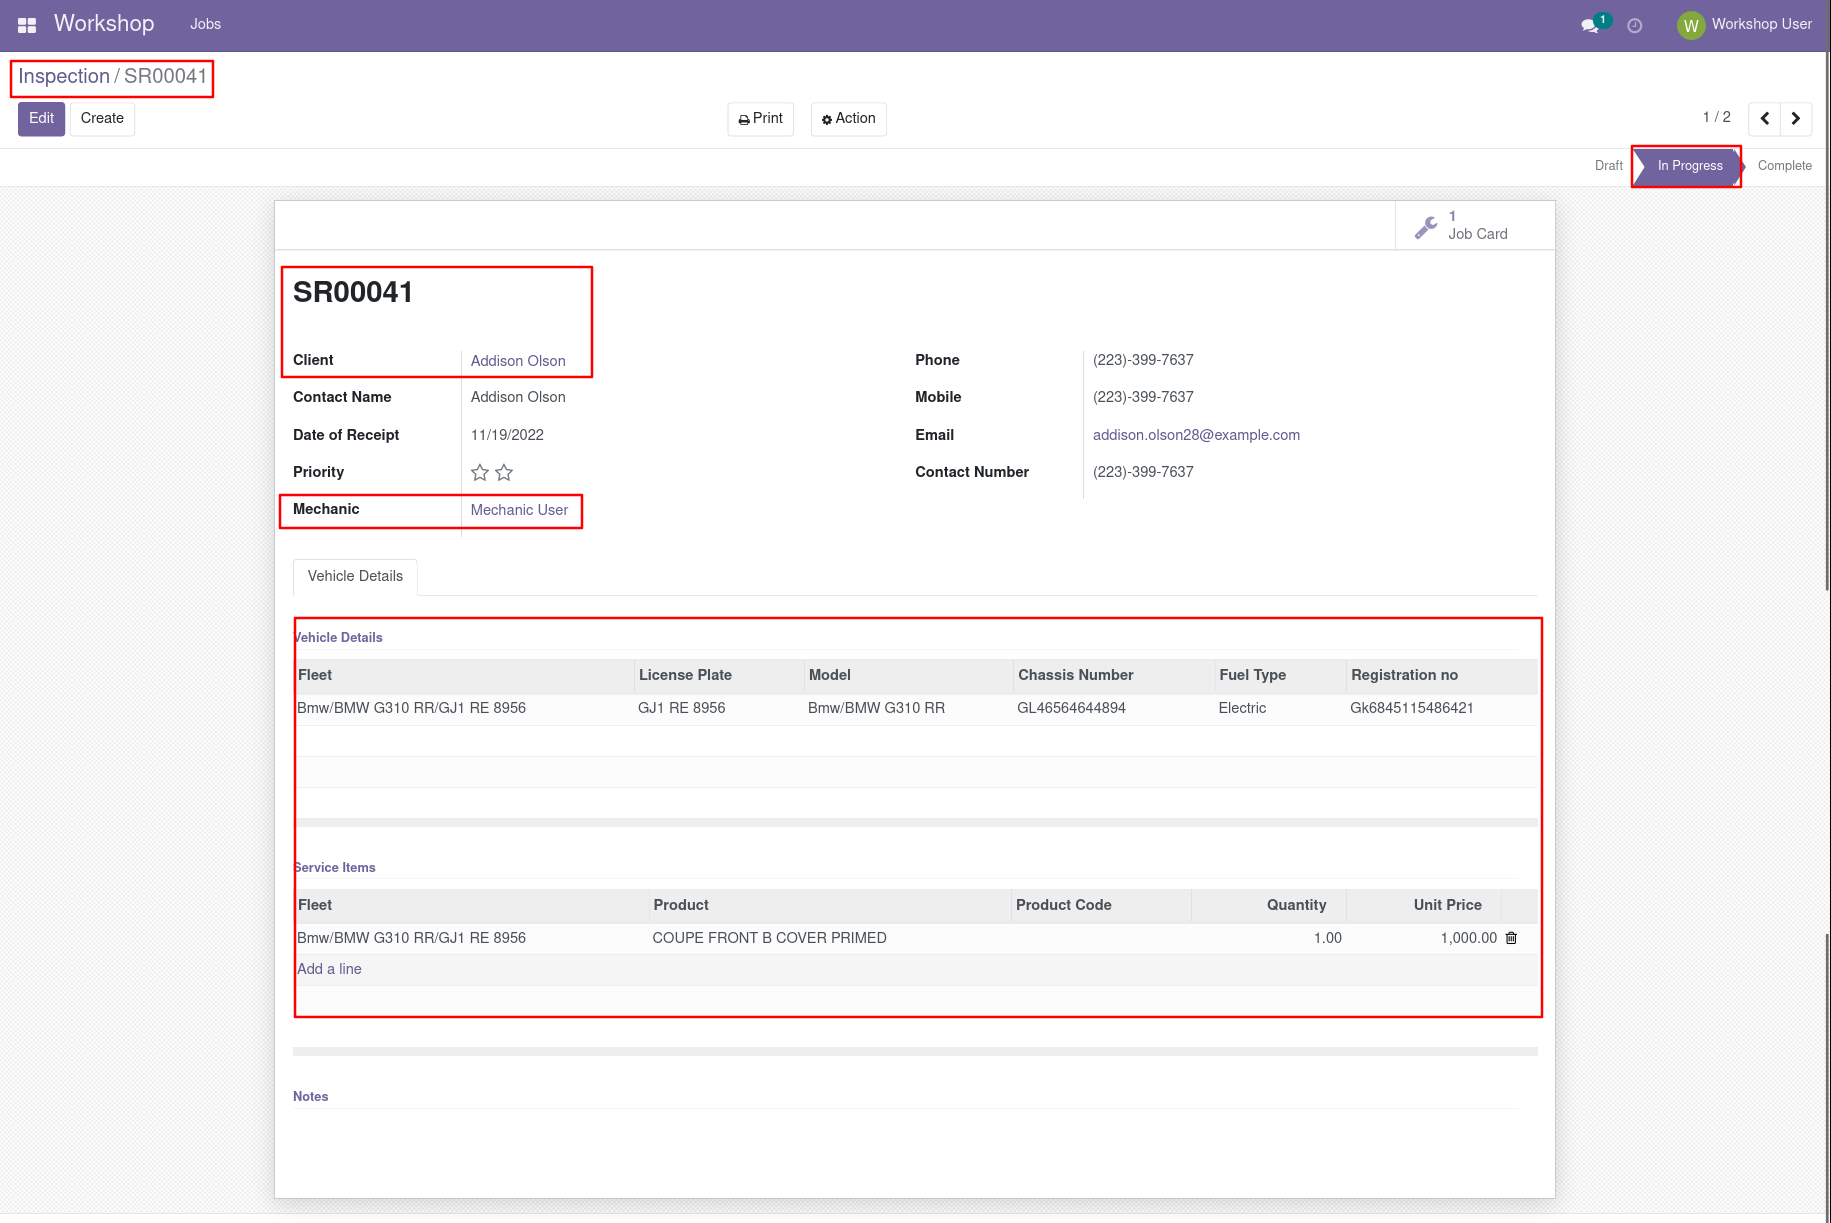 Workshop Jobs 1 W Workshop User
Inspection / SR00041
Edit Create Print Action 1 / 2
Draft In Progress Complete
1
Job Card
SR00041
Client Addison Olson Phone (223)-399-7637
Contact Name Addison Olson Mobile (223)-399-7637
Date of Receipt 11/19/2022 Email addison.olson28@example.com
Priority Contact Number (223)-399-7637
Mechanic Mechanic User
Vehicle Details
Vehicle Details
Fleet License Plate Model Chassis Number Fuel Type Registration no
Bmw/BMW G310 RR/GJ1 RE 8956 GJ1 RE 8956 Bmw/BMW G310 RR GL46564644894 Electric Gk6845115486421
Service Items
Fleet Product Product Code Quantity Unit Price
Bmw/BMW G310 RR/GJ1 RE 8956 COUPE FRONT B COVER PRIMED 1.00 1,000.00
Add a line
Notes